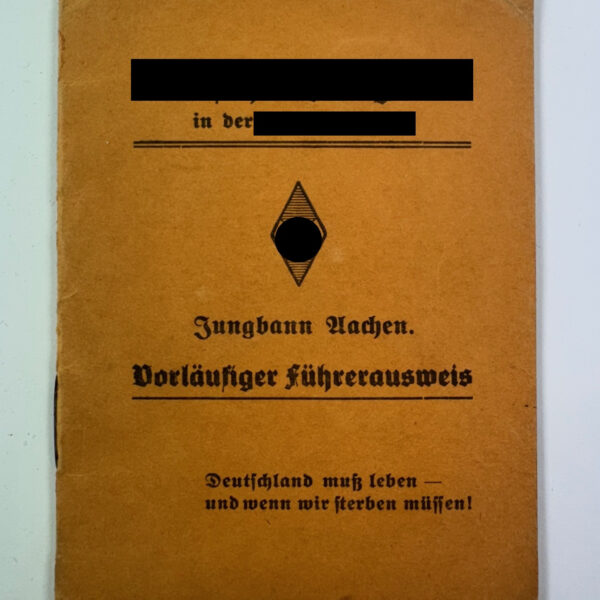 in der
Jungbann Aachen.
Vorläufiger Führerausweis
Deutschland muß leben —
und wenn wir sterben müssen!